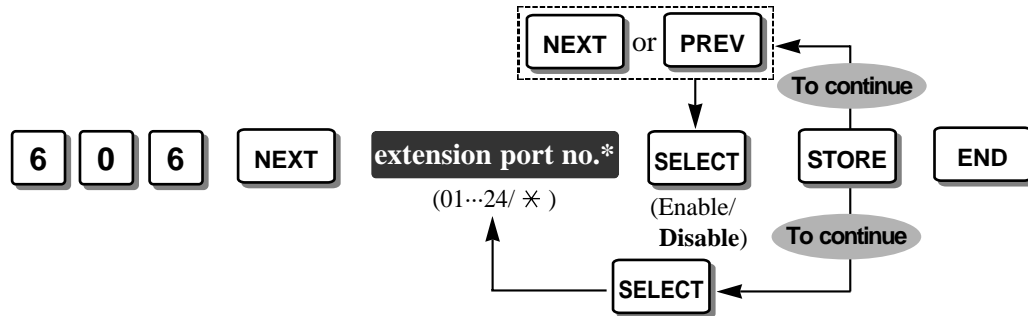 NEXT or PREV
To continue
6 0 6 NEXT extension port no.* SELECT STORE END
(01···24/ ✳ )
(Enable/
Disable)
To continue
SELECT